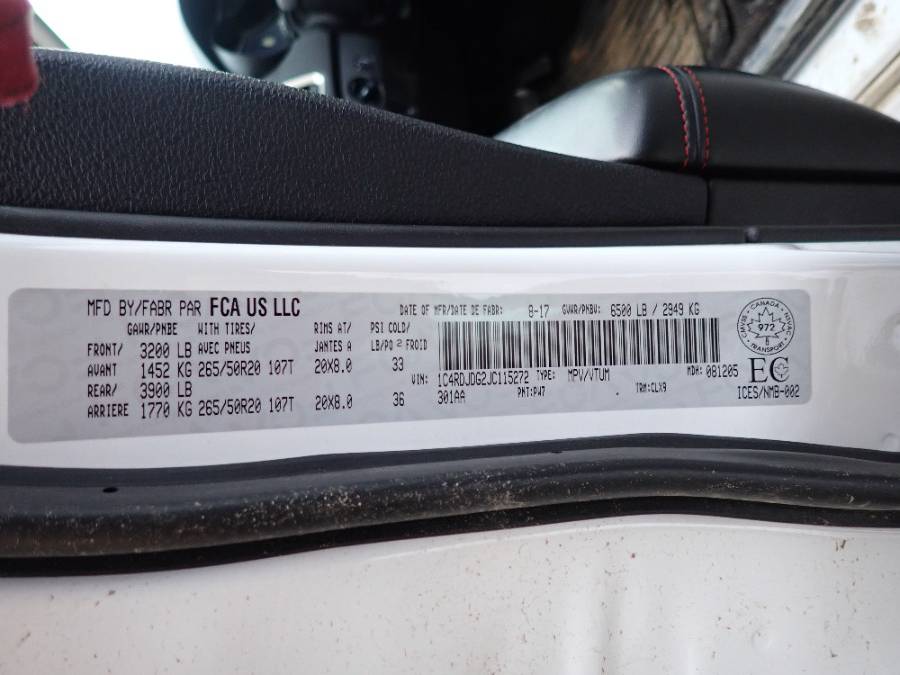 MFD BY/FABR PAR FCA US LLC
DATE OF MFR/DATE DE FABR: 8-17 GVWR/PNBV: 6500 LB / 2949 KG
GAWR/PNBE WITH TIRES/ RIMS AT/ PSI COLD/
FRONT/ 3200 LB AVEC PNEUS JANTES A LB/PO² FROID
AVANT 1452 KG 265/50R20 107T 20X8.0 33
REAR/ 3900 LB
ARRIERE 1770 KG 265/50R20 107T 20X8.0 36
VIN: 1C4RDJDG2JC115272 TYPE: MPV/VTUM MDH: 081205
301AA PNT:PW7 TRM:CLX9
CANADA
972
TRANSPORT
EC
ICES/NMB-002